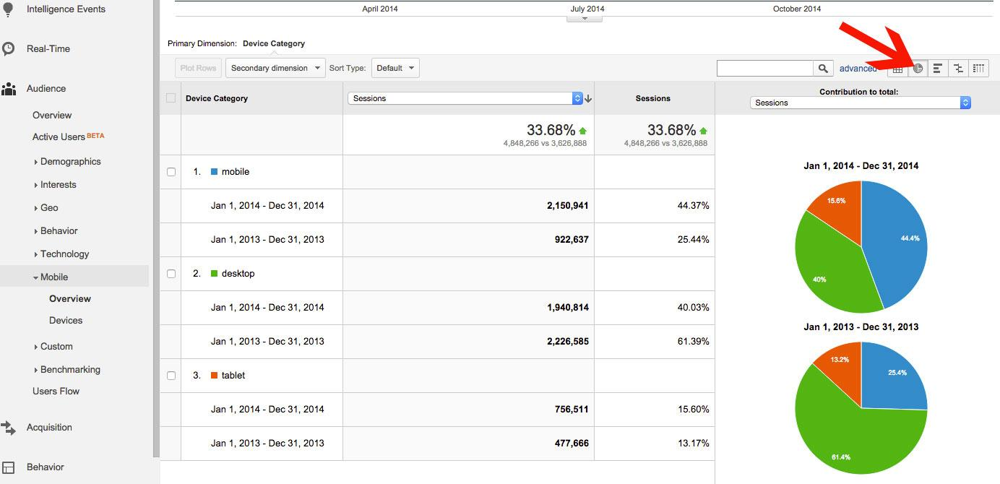 Intelligence Events
Real-Time
Audience
Overview
Active Users BETA
Demographics
Interests
Geo
Behavior
Technology
Mobile
Overview
Devices
Custom
Benchmarking
Users Flow
Acquisition
Behavior
April 2014 July 2014 October 2014
Primary Dimension: Device Category
Plot Rows Secondary dimension Sort Type: Default advanced
Device Category Sessions Sessions
Contribution to total:
Sessions
33.68% 33.68%
4,848,266 vs 3,626,888 4,848,266 vs 3,626,888
1. mobile
Jan 1, 2014 - Dec 31, 2014 2,150,941 44.37%
Jan 1, 2013 - Dec 31, 2013 922,637 25.44%
2. desktop
Jan 1, 2014 - Dec 31, 2014 1,940,814 40.03%
Jan 1, 2013 - Dec 31, 2013 2,226,585 61.39%
3. tablet
Jan 1, 2014 - Dec 31, 2014 756,511 15.60%
Jan 1, 2013 - Dec 31, 2013 477,666 13.17%
Jan 1, 2014 - Dec 31, 2014
15.6%
44.4%
40%
Jan 1, 2013 - Dec 31, 2013
13.2%
25.4%
61.4%